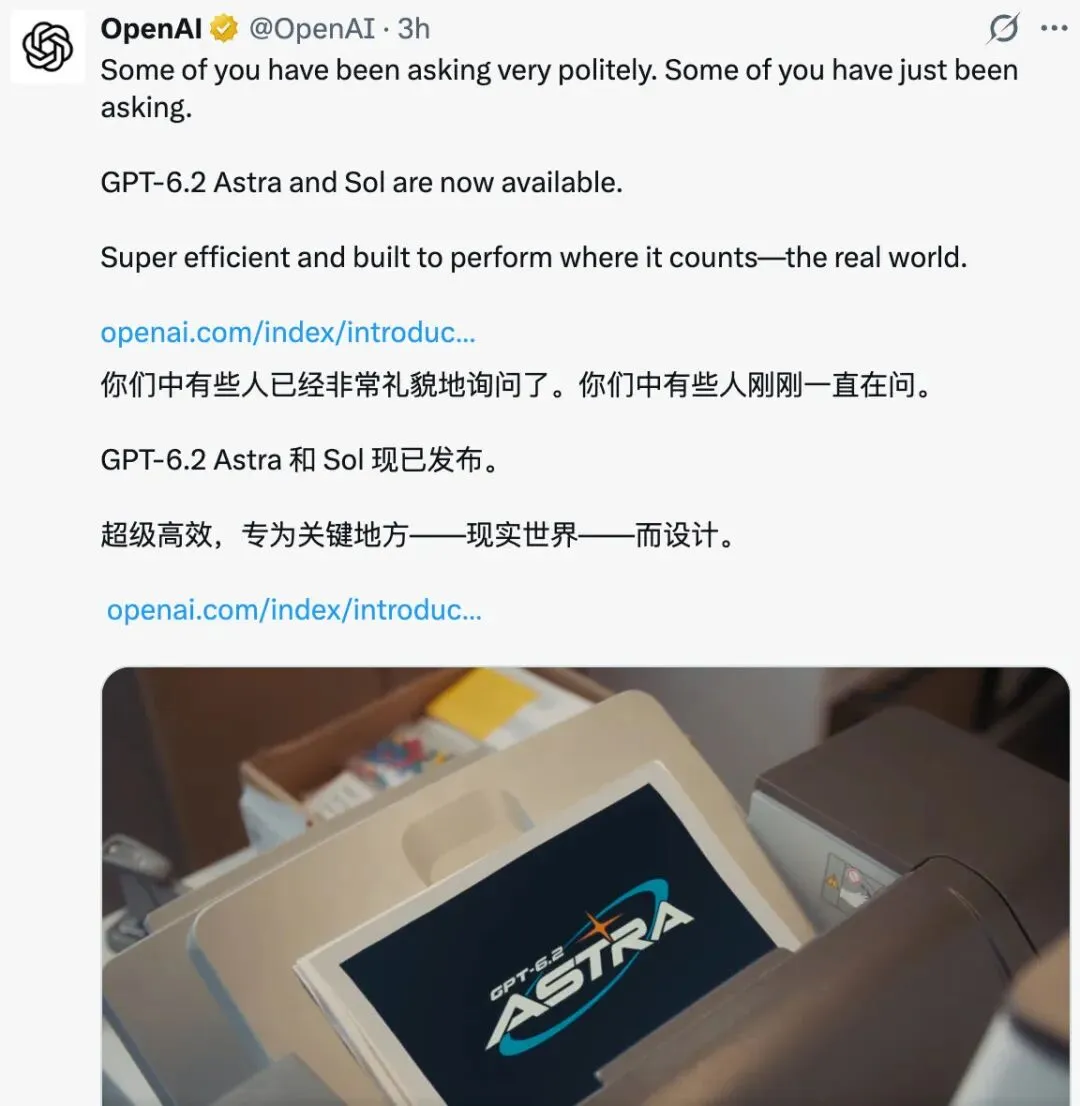 OpenAI @OpenAI · 3h
Some of you have been asking very politely. Some of you have just been
asking.
GPT-6.2 Astra and Sol are now available.
Super efficient and built to perform where it counts—the real world.
openai.com/index/introduc...
你们中有些人已经非常礼貌地询问了。你们中有些人刚刚一直在问。
GPT-6.2 Astra 和 Sol 现已发布。
超级高效，专为关键地方——现实世界——而设计。
openai.com/index/introduc...
GPT-6.2
ASTRA